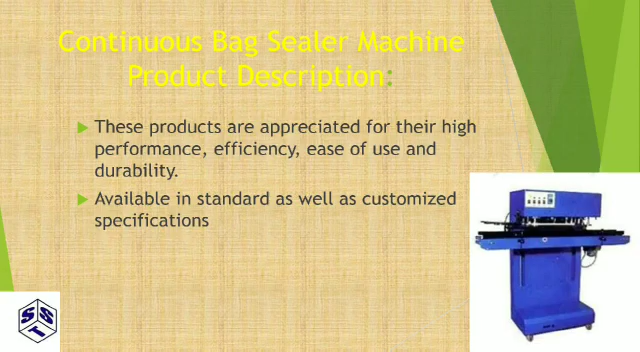 Continuous Bag Sealer Machine
Product Description:
These products are appreciated for their high
performance, efficiency, ease of use and
durability.
Available in standard as well as customized
specifications
S S T